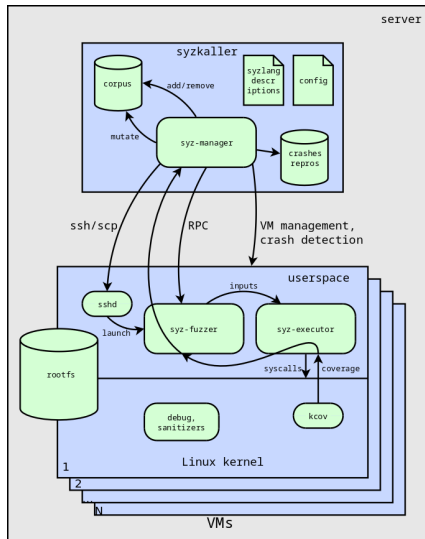 server
syzkaller
corpus
syzlang
descr
iptions
config
add/remove
mutate
syz-manager
crashes
repros
ssh/scp
RPC
VM management,
crash detection
userspace
sshd
inputs
launch
syz-fuzzer
syz-executor
rootfs
syscalls
coverage
debug,
sanitizers
kcov
Linux kernel
1
2
...
N
VMs